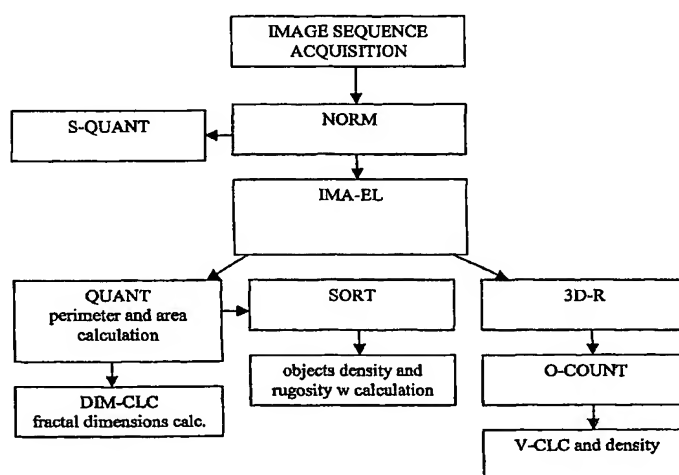 IMAGE SEQUENCE
ACQUISITION
S-QUANT
NORM
IMA-EL
QUANT
perimeter and area
calculation
SORT
3D-R
objects density and
rugosity w calculation
O-COUNT
DIM-CLC
fractal dimensions calc.
V-CLC and density